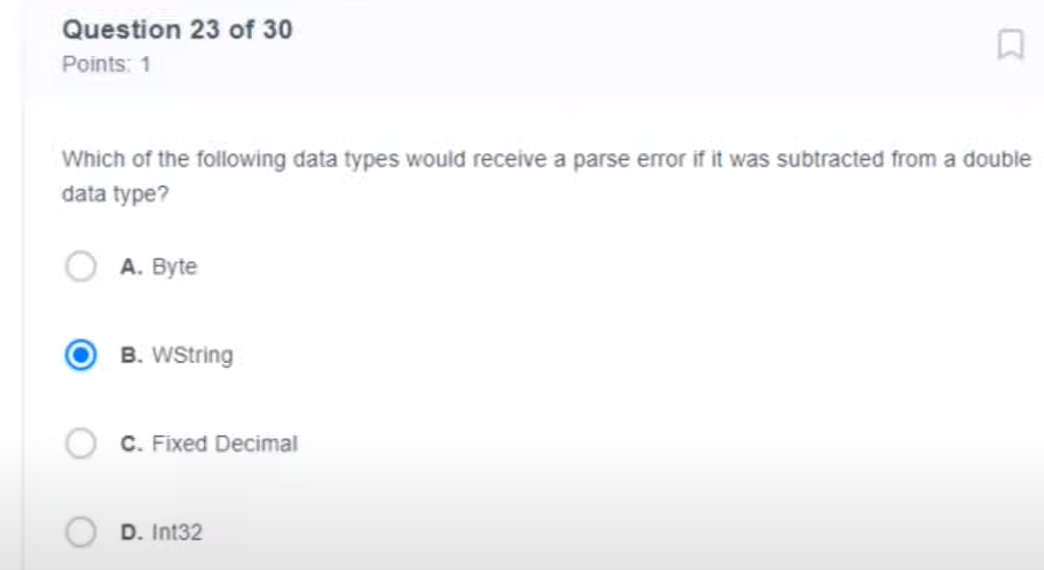 Question 23 of 30
Points: 1
Which of the following data types would receive a parse error if it was subtracted from a double
data type?
A. Byte
B. WString
C. Fixed Decimal
D. Int32